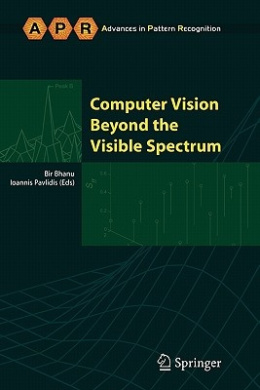 APR Advances in Pattern Recognition
Computer Vision
Beyond the
Visible Spectrum
Bir Bhanu
Ioannis Pavlidis (Eds)
Springer